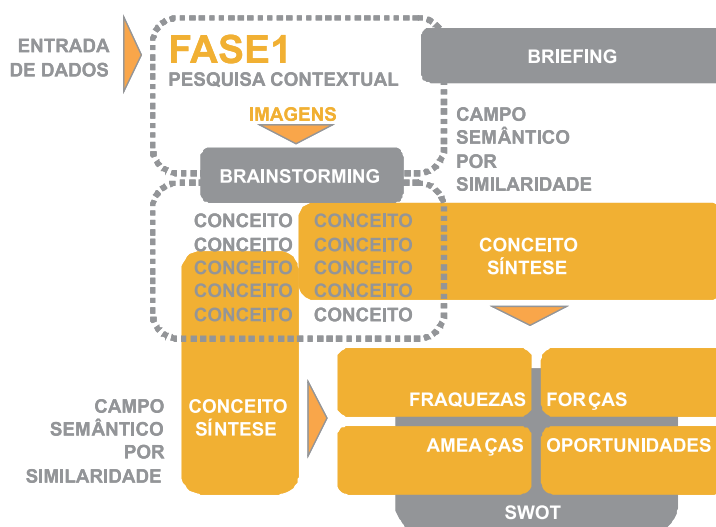 ENTRADA
DE DADOS
FASE1
PESQUISA CONTEXTUAL
IMAGENS
BRIEFING
CAMPO
SEMÂNTICO
POR
SIMILARIDADE
BRAINSTORMING
CONCEITO CONCEITO
CONCEITO CONCEITO
CONCEITO CONCEITO
CONCEITO CONCEITO
CONCEITO CONCEITO
CONCEITO
SÍNTESE
CAMPO
SEMÂNTICO
POR
SIMILARIDADE
CONCEITO
SÍNTESE
FRAQUEZAS
FORÇAS
AMEAÇAS
OPORTUNIDADES
SWOT